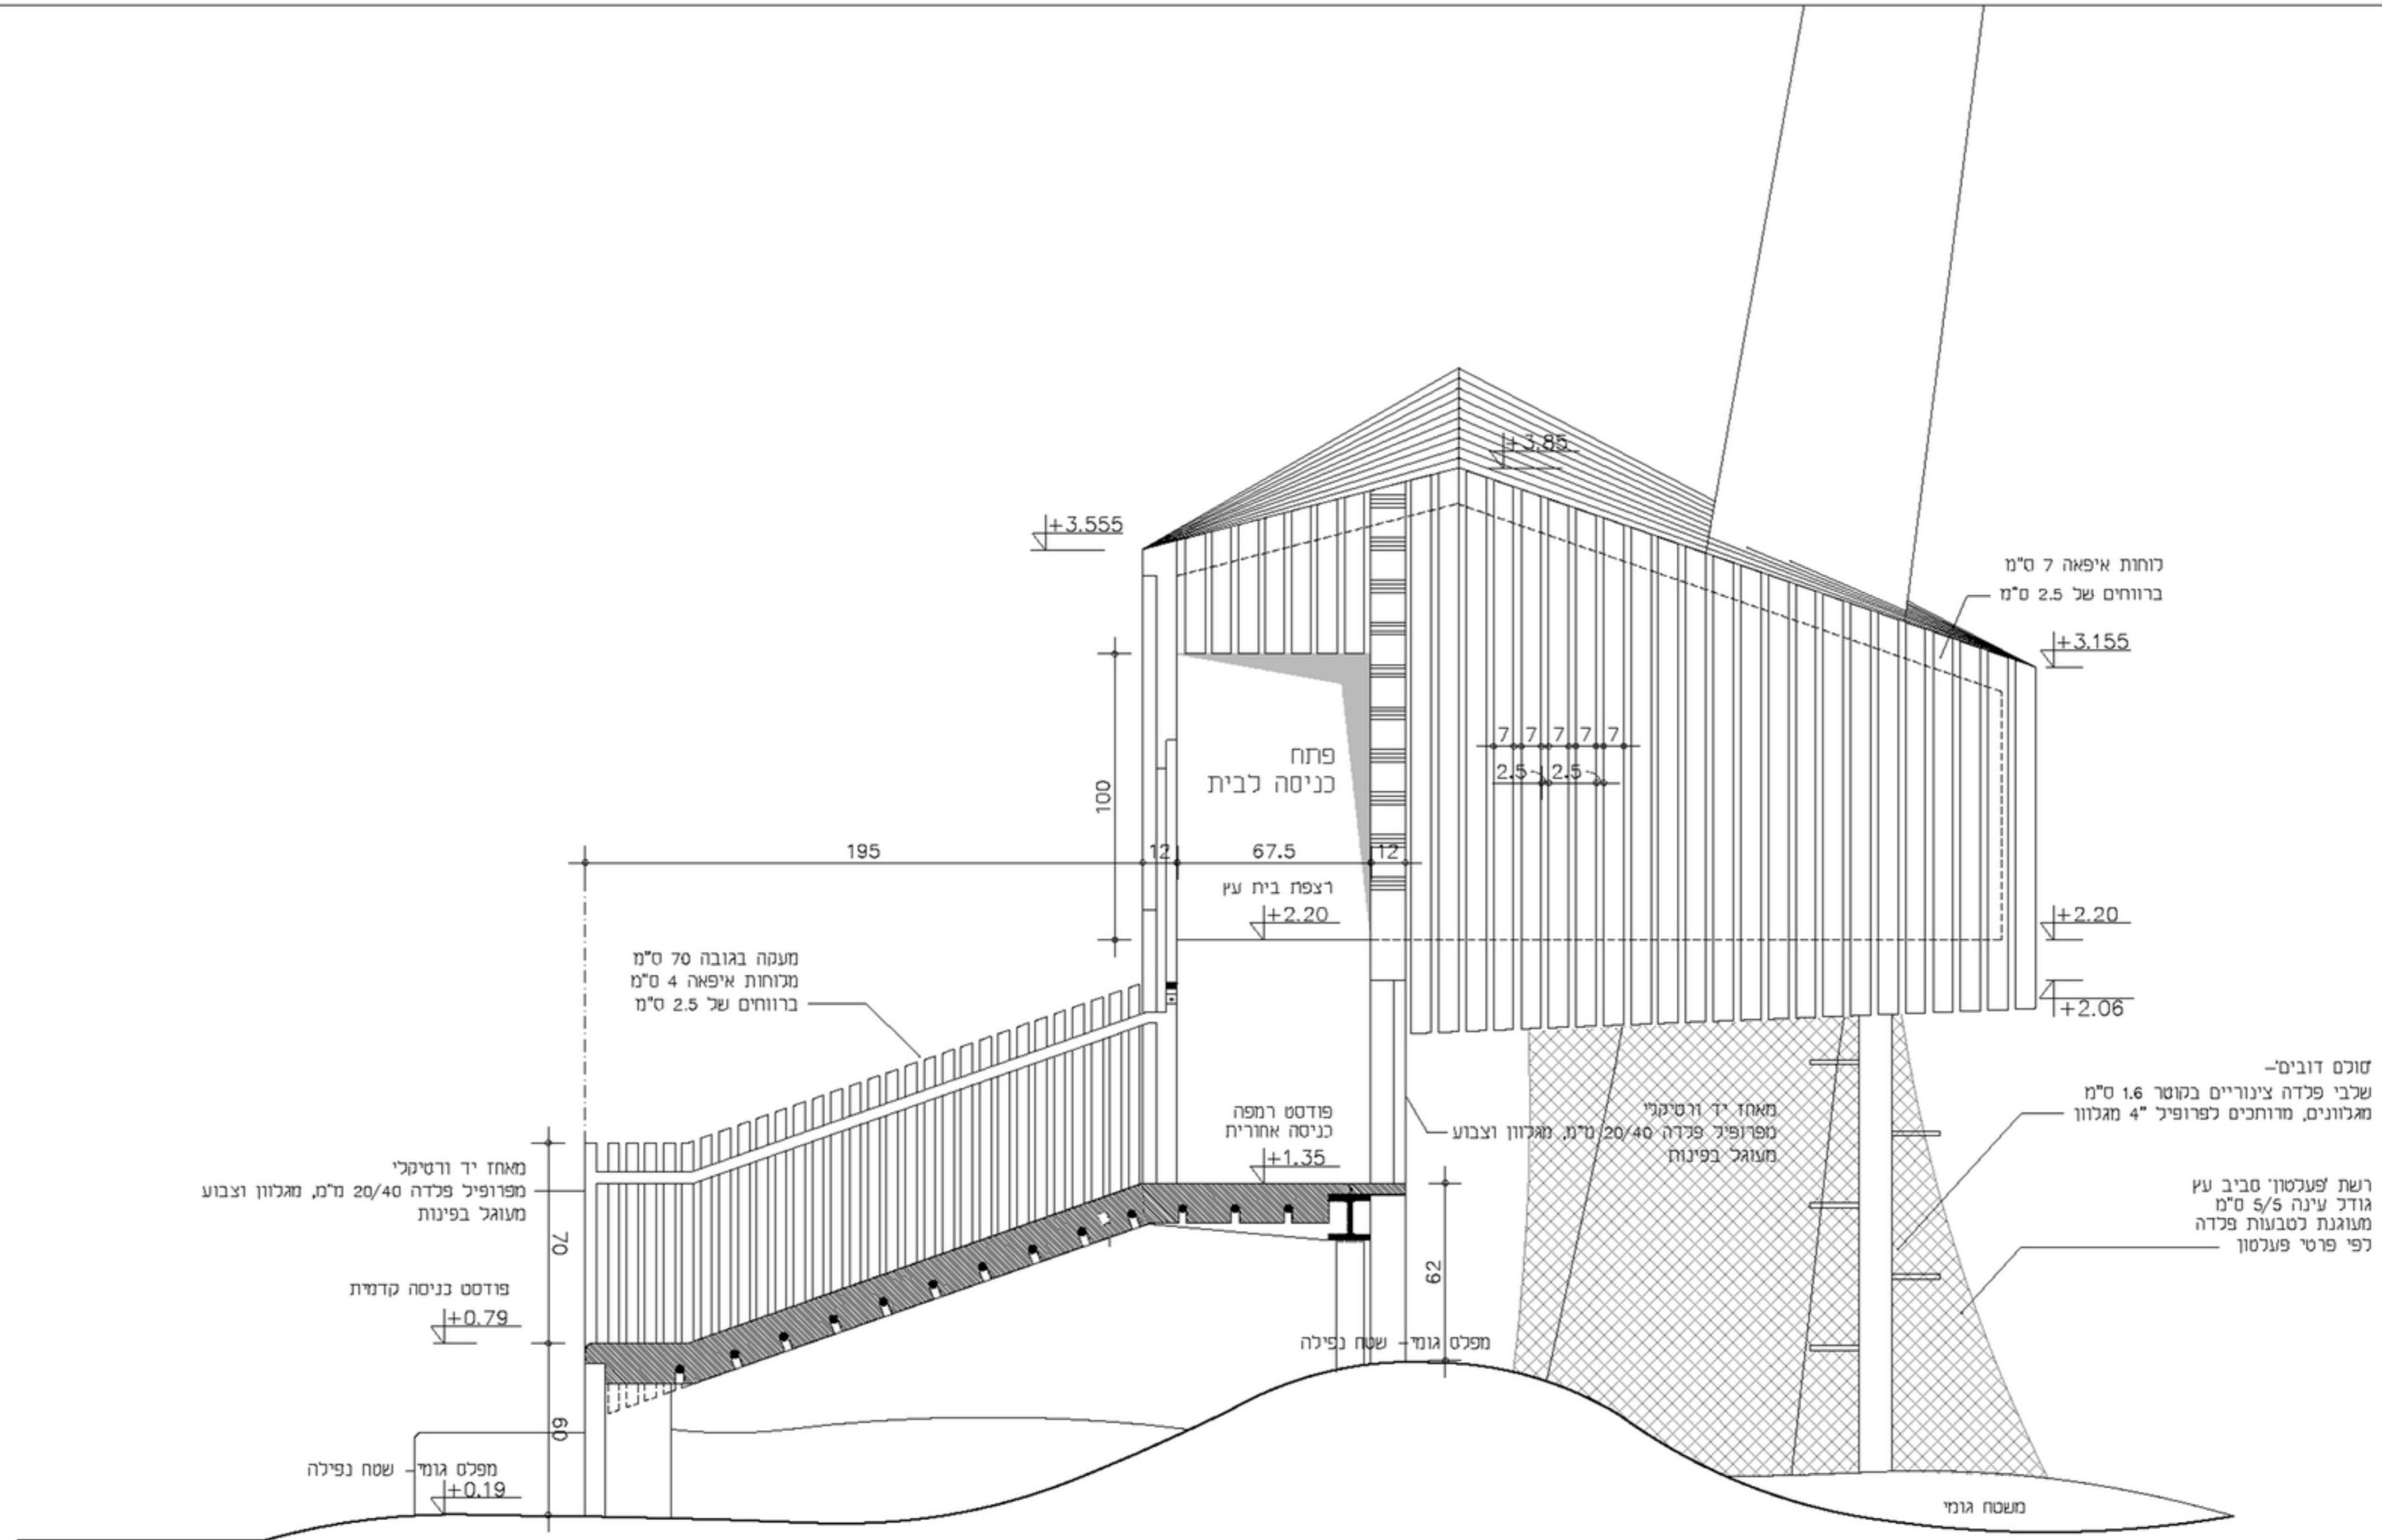 +3.85
+3.555
לוחות איפאה 7 ס"מ
ברווחים של 2.5 ס"מ
+3.155
7 7 7 7 7
2.5 2.5
פתח
כניסה לבית
100
195
12
67.5
12
רצפת בית עץ
+2.20
+2.20
+2.06
מעקה בגובה 70 ס"מ
מלוחות איפאה 4 ס"מ
ברווחים של 2.5 ס"מ
'סולם דובים'-
שלבי פלדה צינוריים בקוטר 1.6 ס"מ
מגלוונים, מרותכים לפרופיל 4" מגלוון
פודסט רמפה
כניסה אחורית
+1.35
מאחז יד ורטיקלי
מפרופיל פלדה 20/40 מ"מ, מגלוון וצבוע
מעוגל בפינות
מאחז יד ורטיקלי
מפרופיל פלדה 20/40 מ"מ, מגלוון וצבוע
מעוגל בפינות
רשת 'פעלטון' סביב עץ
גודל עינה 5/5 ס"מ
מעוגנת לטבעות פלדה
לפי פרטי פעלטון
70
62
פודסט כניסה קדמית
+0.79
מפלס גומי- שטח נפילה
60
מפלס גומי- שטח נפילה
+0.19
משטח גומי